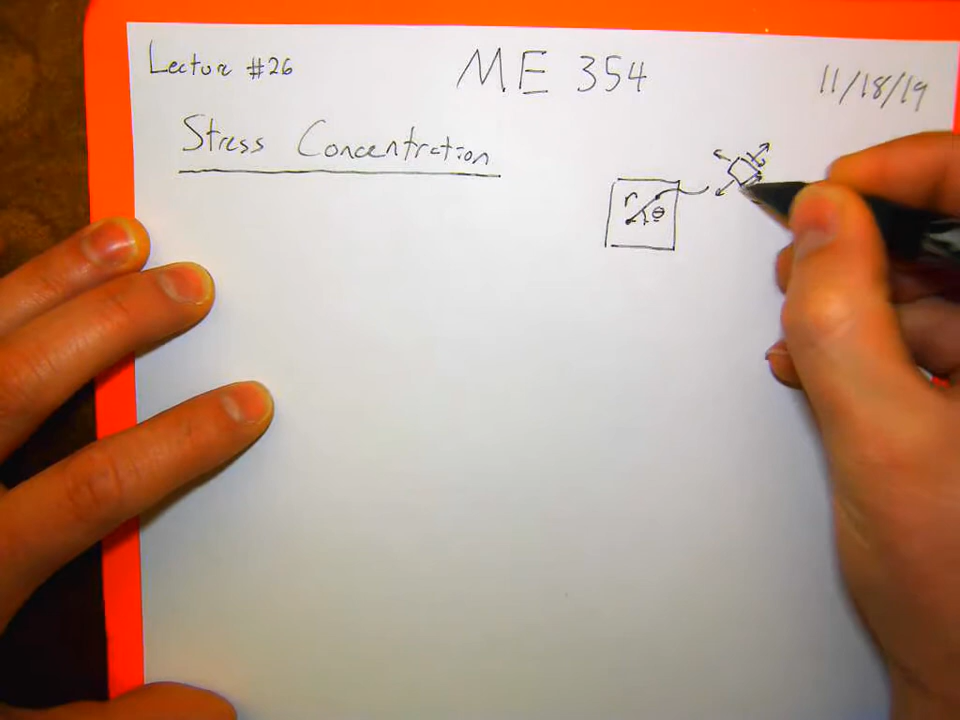 Lecture #26
ME 354
11/18/19
Stress Concentration
r
θ